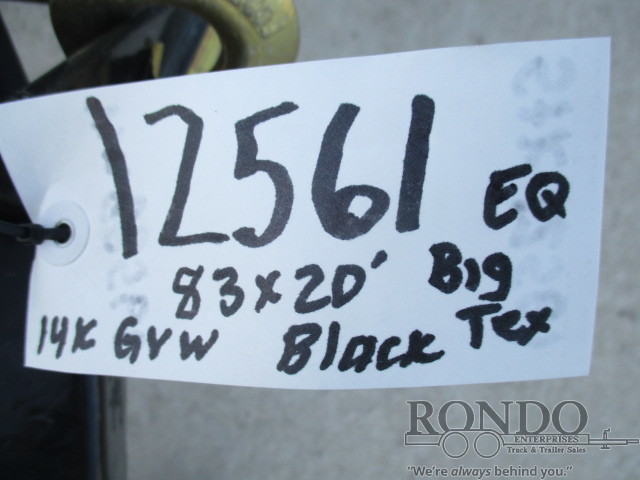 12561 EQ
83x20' Big Tex
14K GVW Black
RONDO
ENTERPRISES
Truck & Trailer Sales
"We're always behind you."